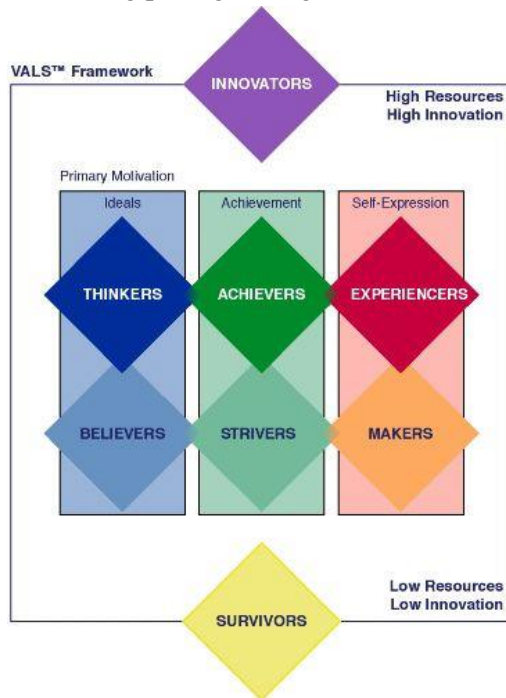 VALS™ Framework
INNOVATORS
High Resources
High Innovation
Primary Motivation
Ideals
Achievement
Self-Expression
THINKERS
ACHIEVERS
EXPERIENCERS
BELIEVERS
STRIVERS
MAKERS
Low Resources
Low Innovation
SURVIVORS